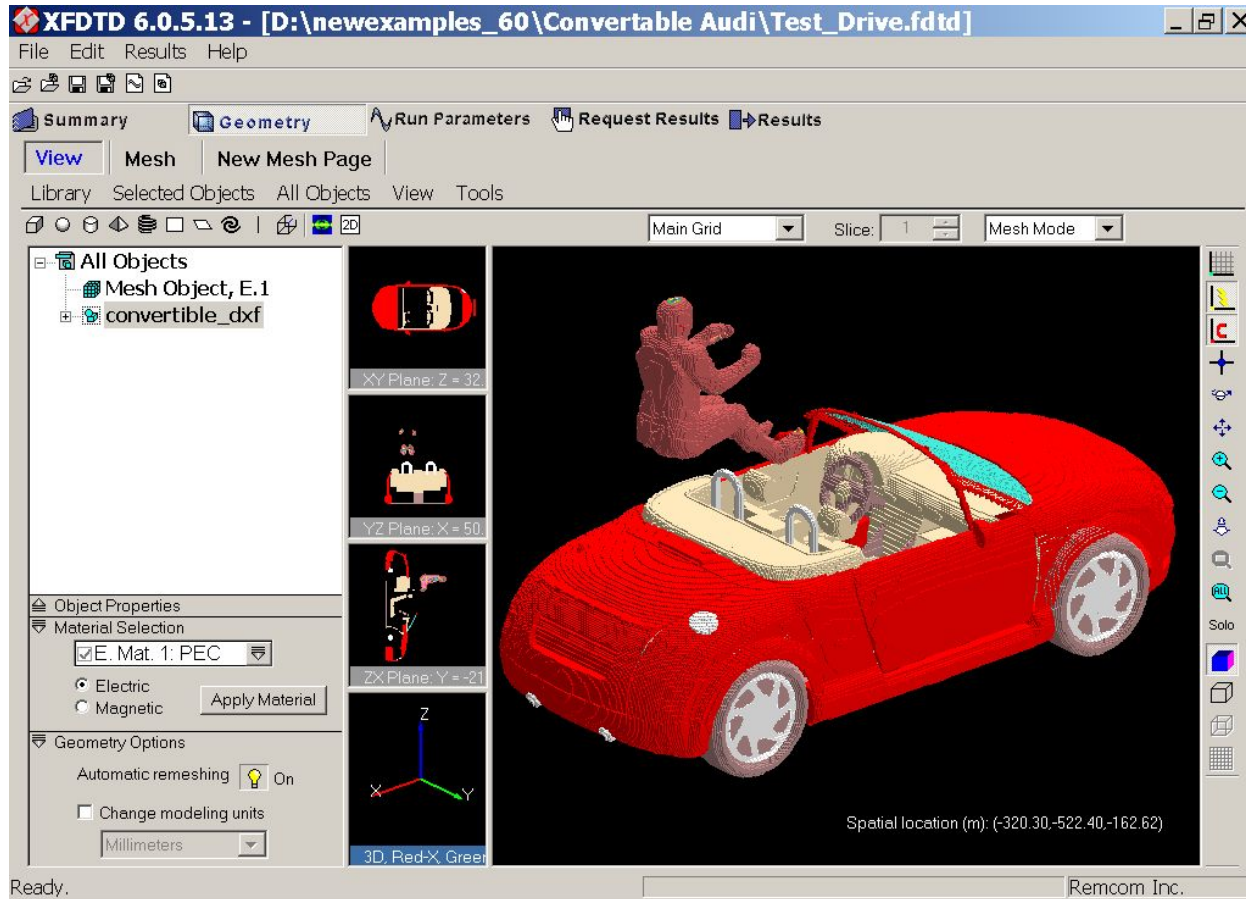 XFDTD 6.0.5.13 - [D:\newexamples_60\Convertable Audi\Test_Drive.fdtd]
File Edit Results Help
Summary Geometry Run Parameters Request Results Results
View Mesh New Mesh Page
Library Selected Objects All Objects View Tools
2D Main Grid Slice: 1 Mesh Mode
All Objects
Mesh Object, E.1
convertible_dxf
XY Plane: Z = 32.
YZ Plane: X = 50.
ZX Plane: Y = -21
Z
X
Y
3D, Red-X, Greer
Object Properties
Material Selection
E. Mat. 1: PEC
Electric
Magnetic
Apply Material
Geometry Options
Automatic remeshing On
Change modeling units
Millimeters
Spatial location (m): (-320.30,-522.40,-162.62)
C
ALL
Solo
Ready.
Remcom Inc.